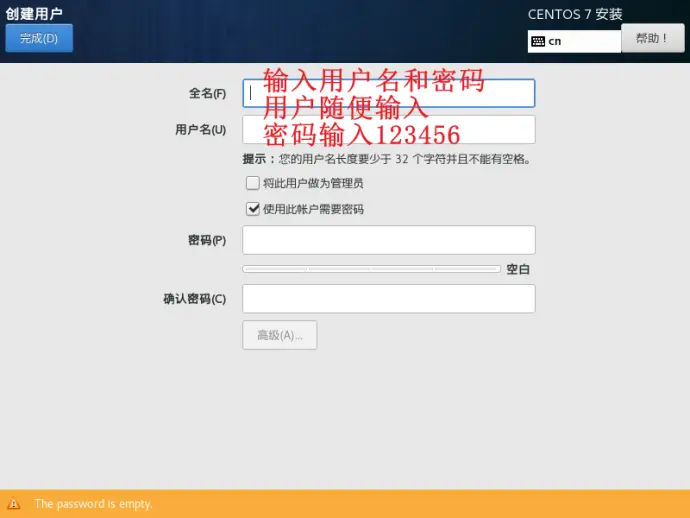 创建用户
CENTOS 7 安装
完成(D)
cn
帮助！
全名(F)
输入用户名和密码
用户随便输入
用户名(U)
密码输入123456
提示：您的用户名长度要少于 32 个字符并且不能有空格。
将此用户做为管理员
使用此帐户需要密码
密码(P)
空白
确认密码(C)
高级(A)...
The password is empty.